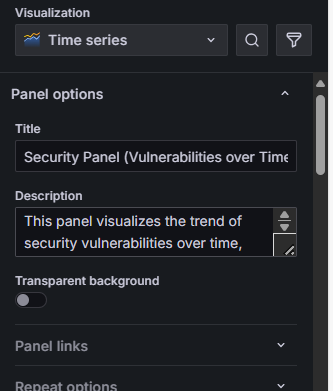 Visualization
Time series
Panel options
Title
Security Panel (Vulnerabilities over Time
Description
This panel visualizes the trend of
security vulnerabilities over time,
Transparent background
Panel links
Repeat options